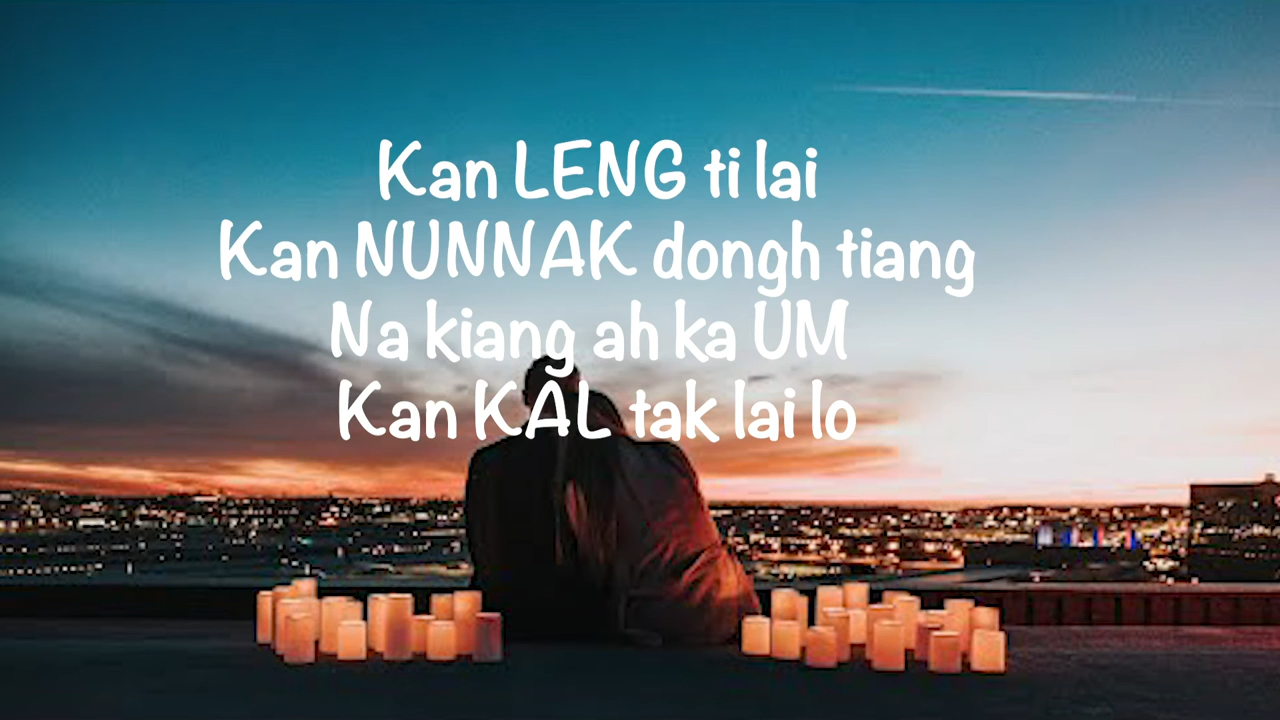 Kan LENG ti lai
Kan NUNNAK dongh tiang
Na kiang ah ka UM
Kan KAL tak lai lo